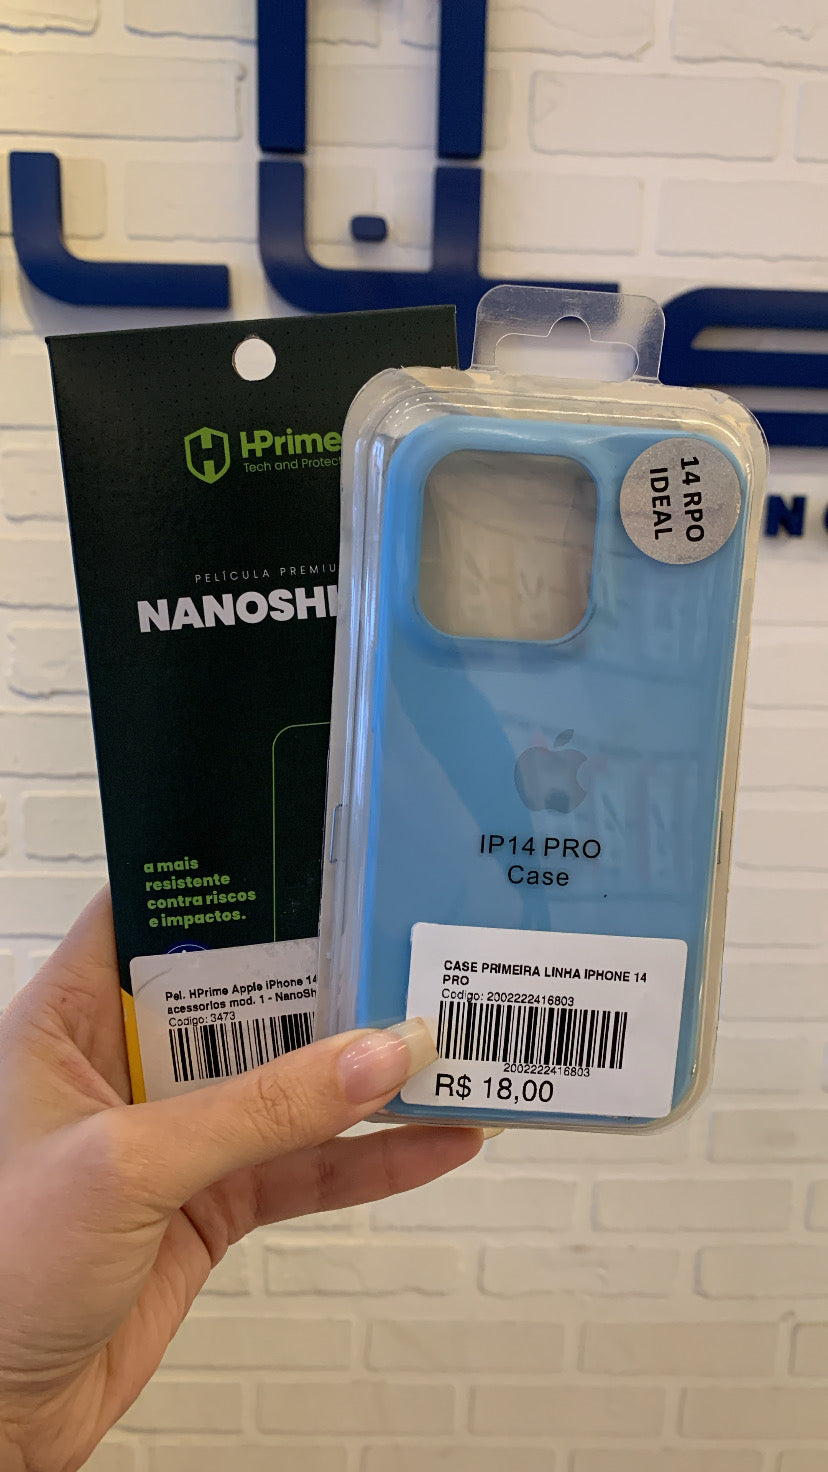 HPrime
Tech and Protec
PELÍCULA PREMIU
NANOSHI
a mais
resistente
contra riscos
e impactos.
Pel. HPrime Apple iPhone 14
acessorios mod. 1 - NanoSh
Codigo: 3473
14 RPO
IDEAL
IP14 PRO
Case
CASE PRIMEIRA LINHA IPHONE 14
PRO
Codigo: 2002222416803
2002222416803
R$ 18,00